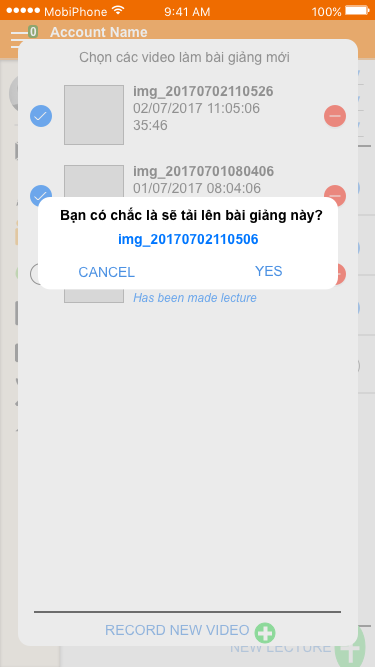 MobiPhone 9:41 AM 100%
0 Account Name
Chọn các video làm bài giảng mới
img_20170702110526
02/07/2017 11:05:06
35:46
img_20170701080406
01/07/2017 08:04:06
Bạn có chắc là sẽ tải lên bài giảng này?
img_20170702110506
CANCEL YES
Has been made lecture
RECORD NEW VIDEO
NEW LECTURE